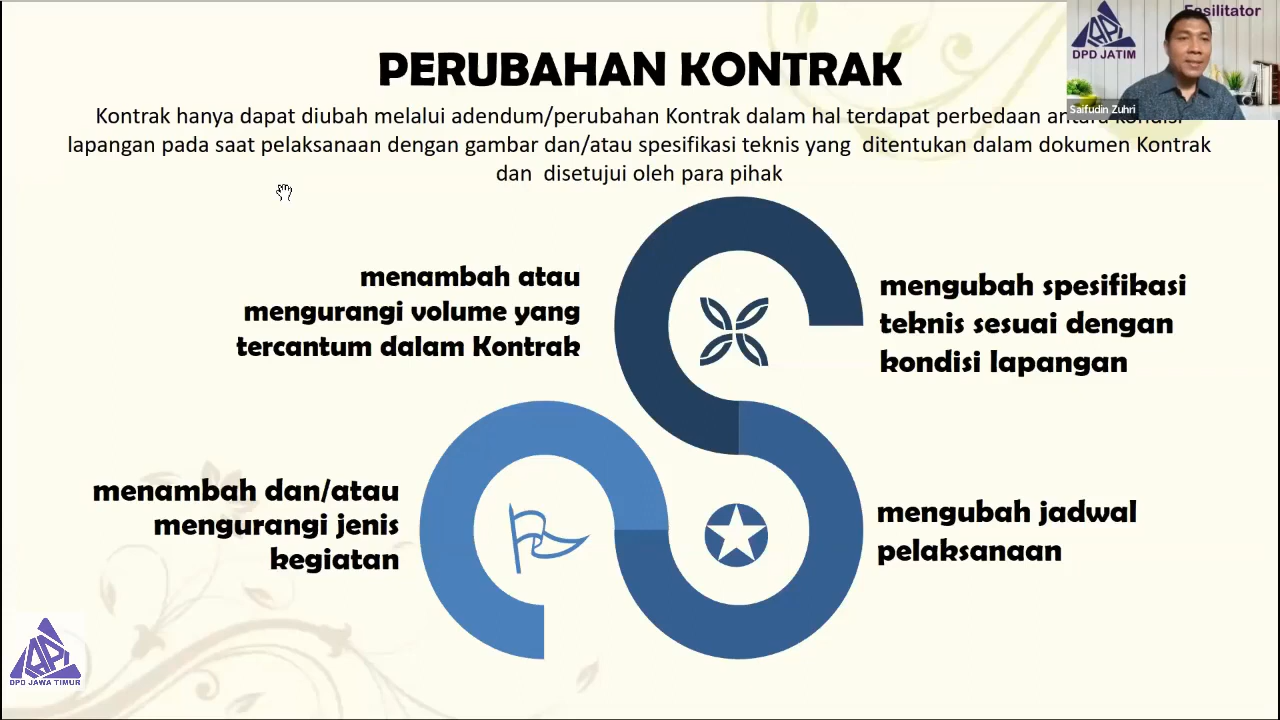 Fasilitator
DPD JATIM
Saifudin Zuhri
PERUBAHAN KONTRAK
Kontrak hanya dapat diubah melalui adendum/perubahan Kontrak dalam hal terdapat perbedaan antara kondisi
lapangan pada saat pelaksanaan dengan gambar dan/atau spesifikasi teknis yang ditentukan dalam dokumen Kontrak
dan disetujui oleh para pihak
menambah atau
mengurangi volume yang
tercantum dalam Kontrak
mengubah spesifikasi
teknis sesuai dengan
kondisi lapangan
menambah dan/atau
mengurangi jenis
kegiatan
mengubah jadwal
pelaksanaan
DPD JAWA TIMUR